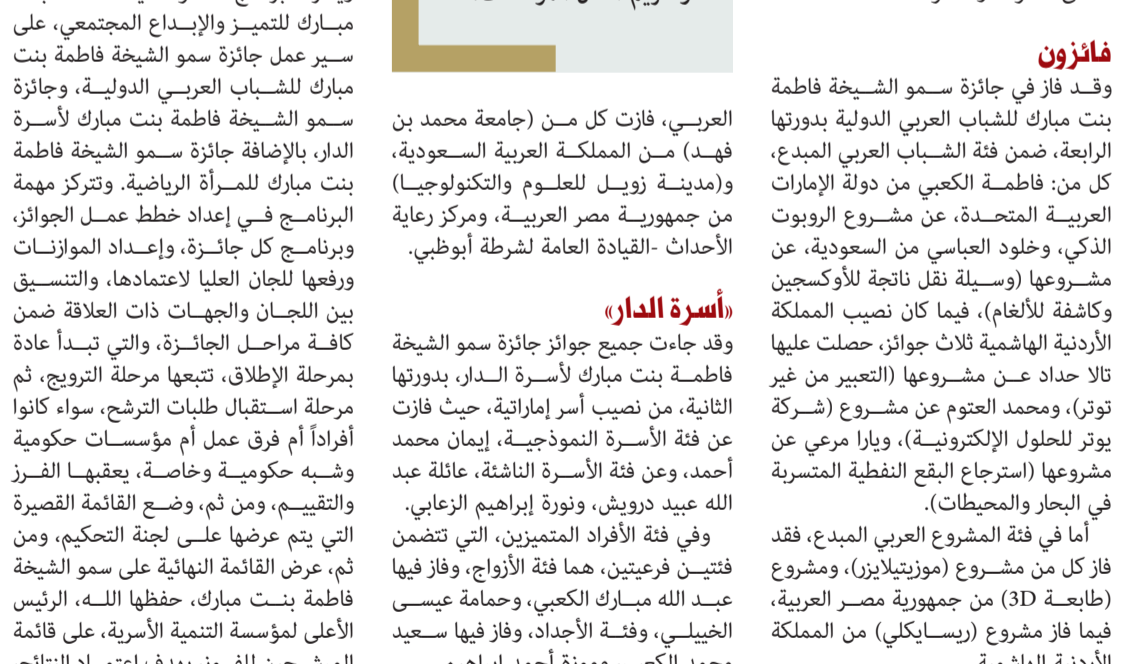 فائزون
وقد فاز في جائزة سمو الشيخة فاطمة
بنت مبارك للشباب العربي الدولية بدورتها
الرابعة، ضمن فئة الشباب العربي المبدع،
كل من: فاطمة الكعبي من دولة الإمارات
العربية المتحدة، عن مشروع الروبوت
الذكي، وخلود العباسي من السعودية، عن
مشروعها (وسيلة نقل ناتجة للأوكسجين
وكاشفة للألغام)، فيما كان نصيب المملكة
الأردنية الهاشمية ثلاث جوائز، حصلت عليها
تالا حداد عن مشروعها (التعبير من غير
توتر)، ومحمد العتوم عن مشروع (شركة
يوتر للحلول الإلكترونية)، ويارا مرعي عن
مشروعها (استرجاع البقع النفطية المتسربة
في البحار والمحيطات).
أما في فئة المشروع العربي المبدع، فقد
فاز كل من مشروع (موزيتيلايزر)، ومشروع
(طابعة 3D) من جمهورية مصر العربية،
فيما فاز مشروع (ريسايكلي) من المملكة
الأردنية الهاشمية
العربي، فازت كل من (جامعة محمد بن
فهد) من المملكة العربية السعودية،
و(مدينة زويل للعلوم والتكنولوجيا)
من جمهورية مصر العربية، ومركز رعاية
الأحداث -القيادة العامة لشرطة أبوظبي.
«أسرة الدار»
وقد جاءت جميع جوائز جائزة سمو الشيخة
فاطمة بنت مبارك لأسرة الدار، بدورتها
الثانية، من نصيب أسر إماراتية، حيث فازت
عن فئة الأسرة النموذجية، إيمان محمد
أحمد، وعن فئة الأسرة الناشئة، عائلة عبد
الله عبيد درويش، ونورة إبراهيم الزعابي.
وفي فئة الأفراد المتميزين، التي تتضمن
فئتين فرعيتين، هما فئة الأزواج، وفاز فيها
عبد الله مبارك الكعبي، وحمامة عيسى
الخييلي، وفئة الأجداد، وفاز فيها سعيد
محمد الكعبي، وموزة أحمد إبراهيم
مبارك للتميز والإبداع المجتمعي، على
سير عمل جائزة سمو الشيخة فاطمة بنت
مبارك للشباب العربي الدولية، وجائزة
سمو الشيخة فاطمة بنت مبارك لأسرة
الدار، بالإضافة جائزة سمو الشيخة فاطمة
بنت مبارك للمرأة الرياضية. وتتركز مهمة
البرنامج في إعداد خطط عمل الجوائز،
وبرنامج كل جائزة، وإعداد الموازنات
ورفعها للجان العليا لاعتمادها، والتنسيق
بين اللجان والجهات ذات العلاقة ضمن
كافة مراحل الجائزة، والتي تبدأ عادة
بمرحلة الإطلاق، تتبعها مرحلة الترويج، ثم
مرحلة استقبال طلبات الترشح، سواء كانوا
أفراداً أم فرق عمل أم مؤسسات حكومية
وشبه حكومية وخاصة، يعقبها الفرز
والتقييم، ومن ثم، وضع القائمة القصيرة
التي يتم عرضها على لجنة التحكيم، ومن
ثم، عرض القائمة النهائية على سمو الشيخة
فاطمة بنت مبارك، حفظها الله، الرئيس
الأعلى لمؤسسة التنمية الأسرية، على قائمة
المرشحين للفوز، بهدف اعتماد النتائج